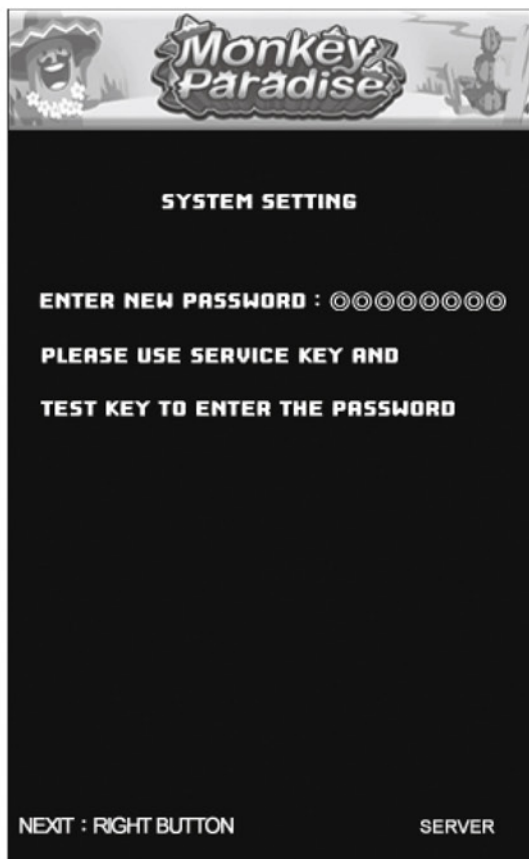 Monkey
Paradise
SYSTEM SETTING
ENTER NEW PASSWORD : ◎◎◎◎◎◎◎◎
PLEASE USE SERVICE KEY AND
TEST KEY TO ENTER THE PASSWORD
NEXIT : RIGHT BUTTON
SERVER